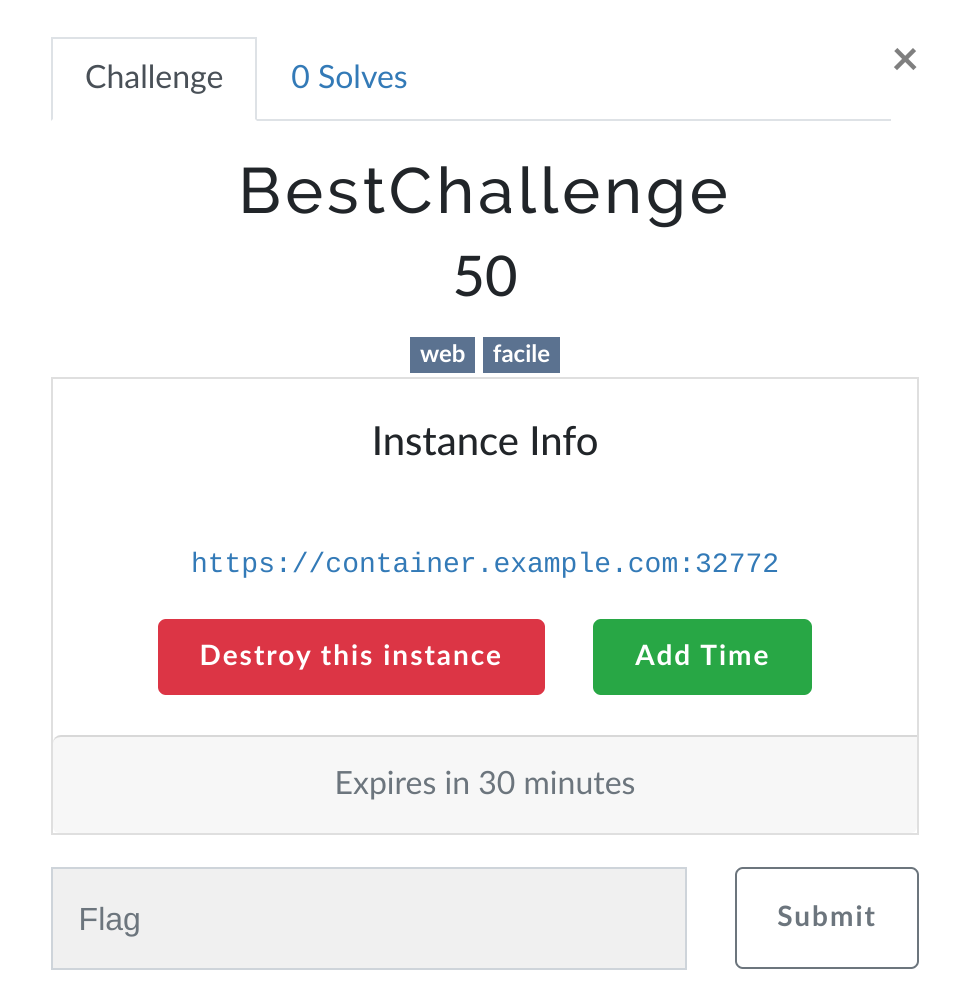 Challenge 0 Solves ×
BestChallenge
50
web facile
Instance Info
https://container.example.com:32772
Destroy this instance Add Time
Expires in 30 minutes
Flag Submit